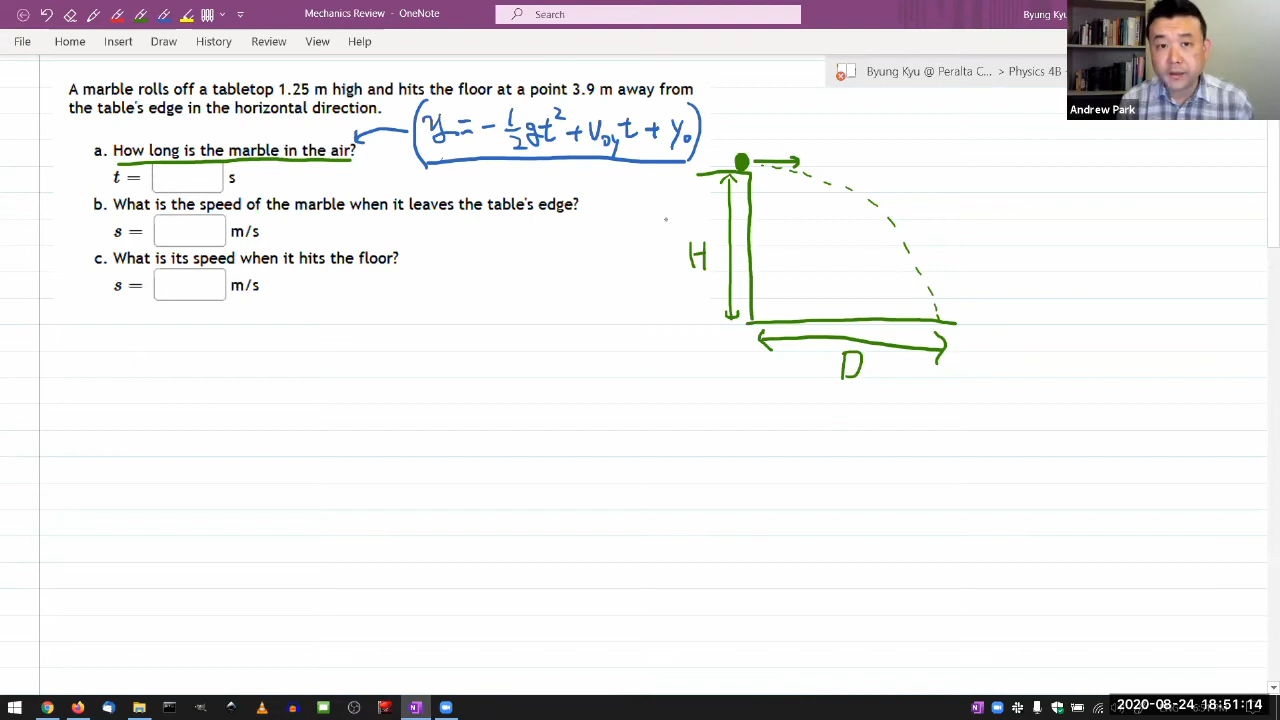 Mechanics Review - OneNote
Search
Byung Kyu
File Home Insert Draw History Review View Help
Byung Kyu @ Peralta C... > Physics 4B
Andrew Park
A marble rolls off a tabletop 1.25 m high and hits the floor at a point 3.9 m away from
the table's edge in the horizontal direction.
y = - 1/2 gt² + v₀y t + y₀
a. How long is the marble in the air?
t = s
b. What is the speed of the marble when it leaves the table's edge?
s = m/s
c. What is its speed when it hits the floor?
s = m/s
H
D
2020-08-24 18:51:14